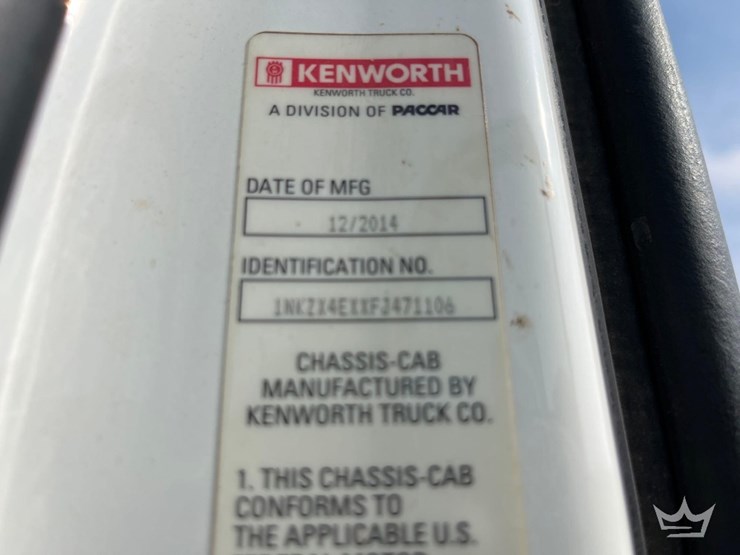 KENWORTH
KENWORTH TRUCK CO.
A DIVISION OF PACCAR
DATE OF MFG
12/2014
IDENTIFICATION NO.
1NKZX4EXXFJ471106
CHASSIS-CAB
MANUFACTURED BY
KENWORTH TRUCK CO.
1. THIS CHASSIS-CAB
CONFORMS TO
THE APPLICABLE U.S.